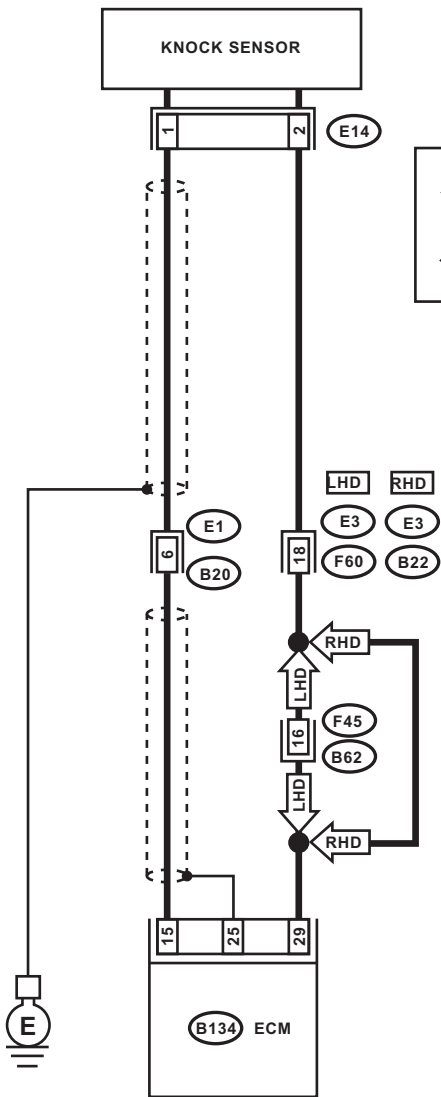 KNOCK SENSOR
1
2
E14
LHD
RHD
E1
E3
E3
6
18
B20
F60
B22
RHD
LHD
F45
16
B62
LHD
RHD
15
25
29
B134 ECM
E